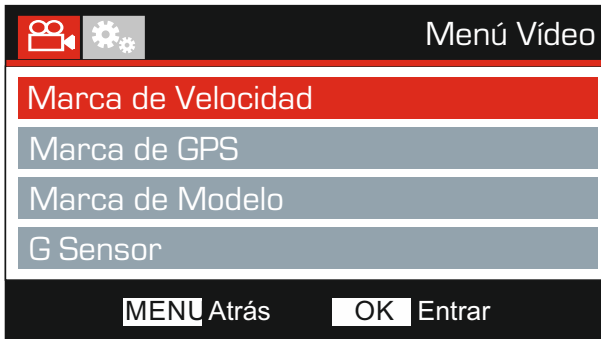 Menú Vídeo
Marca de Velocidad
Marca de GPS
Marca de Modelo
G Sensor
MENU Atrás OK Entrar